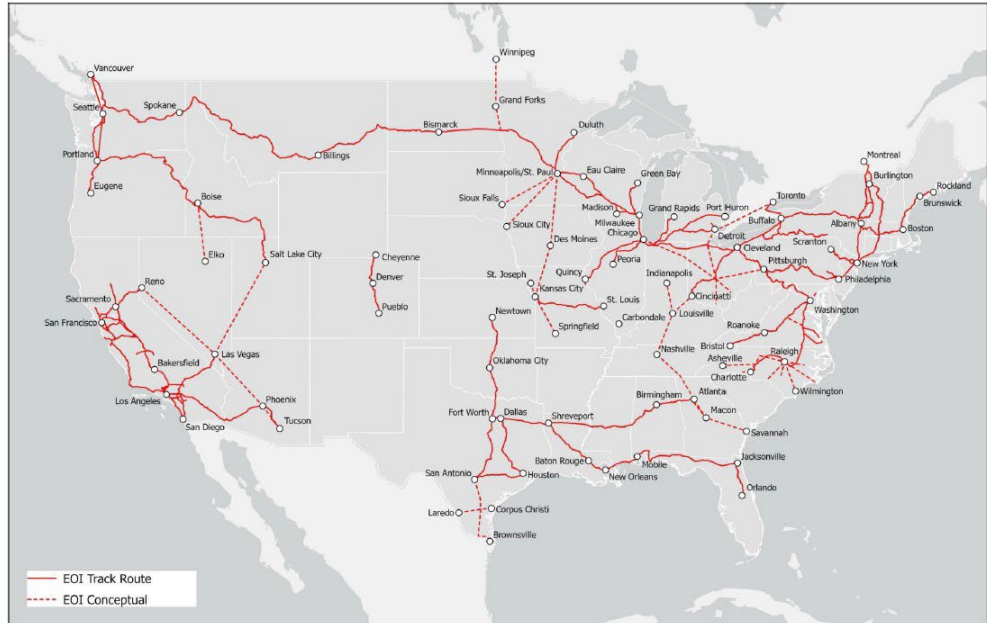 Winnipeg
Vancouver
Grand Forks
Seattle
Spokane
Bismarck
Duluth
Portland
Billings
Minneapolis/St. Paul
Eau Claire
Green Bay
Montreal
Burlington
Rockland
Brunswick
Eugene
Boise
Sioux Falls
Madison
Grand Rapids
Port Huron
Toronto
Milwaukee
Buffalo
Albany
Boston
Sioux City
Chicago
Detroit
Scranton
Elko
Salt Lake City
Cheyenne
Des Moines
Cleveland
Pittsburgh
New York
Reno
Denver
St. Joseph
Quincy
Peoria
Indianapolis
Philadelphia
Sacramento
Pueblo
Kansas City
St. Louis
Cincinatti
Washington
San Francisco
Newtown
Springfield
Carbondale
Louisville
Roanoke
Bristol
Las Vegas
Nashville
Asheville
Raleigh
Bakersfield
Oklahoma City
Charlotte
Los Angeles
Birmingham
Atlanta
Wilmington
Phoenix
Fort Worth
Dallas
Shreveport
Macon
San Diego
Tucson
Savannah
Baton Rouge
Mobile
Jacksonville
San Antonio
Houston
New Orleans
Orlando
Laredo
Corpus Christi
Brownsville
EOI Track Route
EOI Conceptual